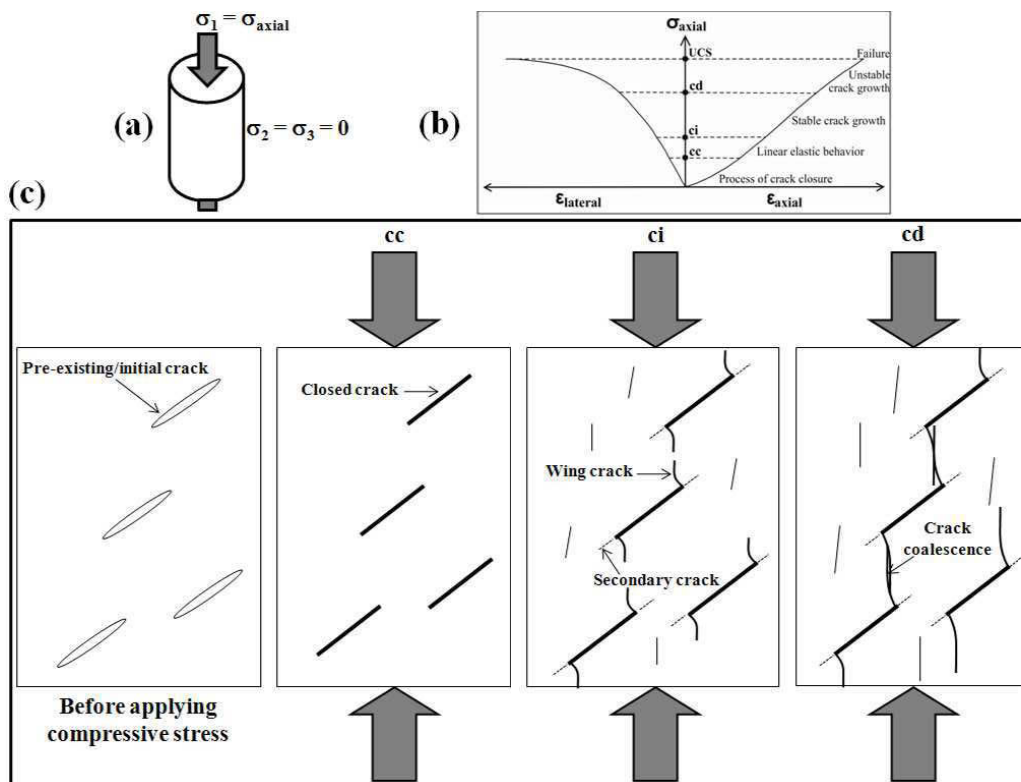 σ1 = σaxial
(a)
σ2 = σ3 = 0
(b)
σaxial
UCS
Failure
Unstable
crack growth
cd
Stable crack growth
ci
Linear elastic behavior
cc
Process of crack closure
εlateral
εaxial
(c)
cc
ci
cd
Pre-existing/initial crack
Closed crack
Wing crack
Secondary crack
Crack
coalescence
Before applying
compressive stress